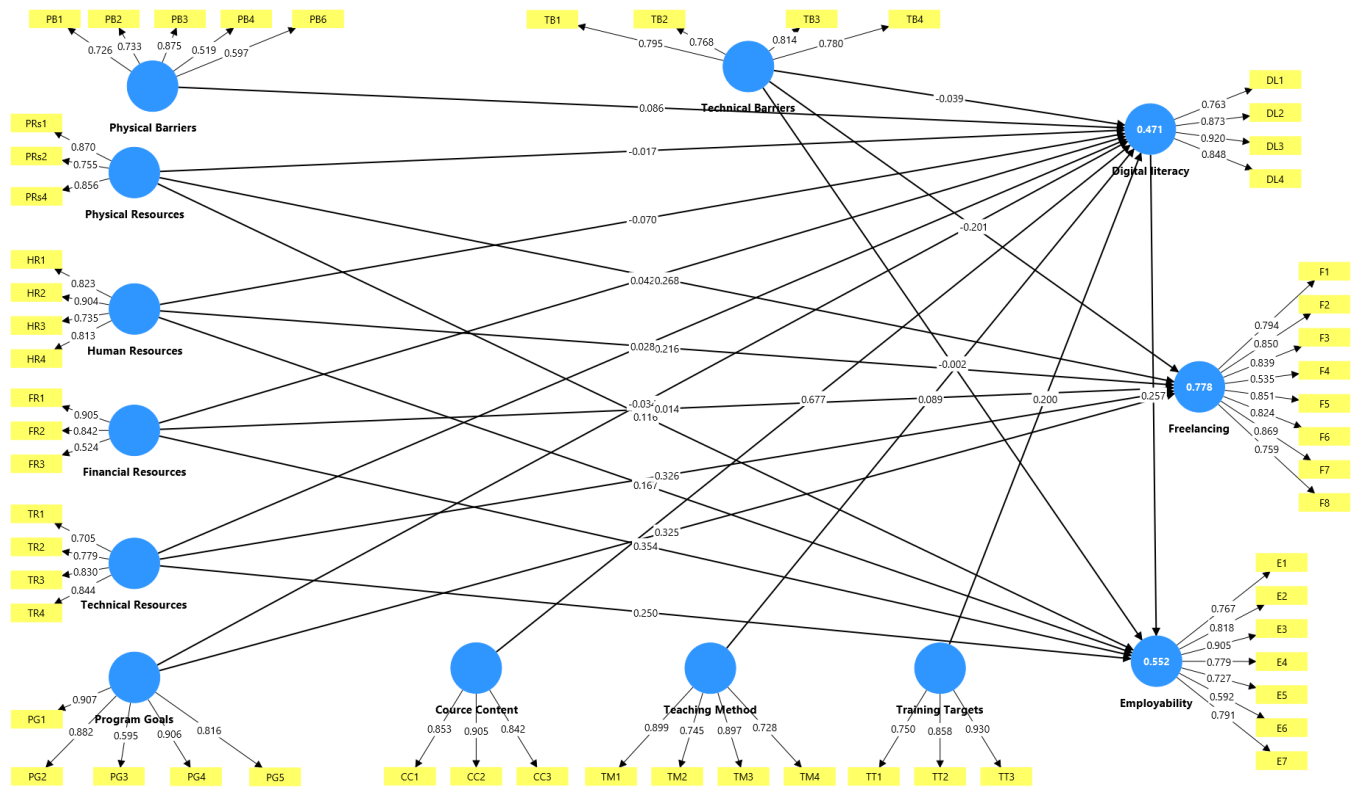 PB1 PB2 PB3 PB4 PB6
0.726 0.733 0.875 0.519 0.597
Physical Barriers
TB1 TB2 TB3 TB4
0.795 0.768 0.814 0.780
Technical Barriers
PRs1
PRs2
PRs4
0.870
0.755
0.856
Physical Resources
HR1
HR2
HR3
HR4
0.823
0.904
0.735
0.813
Human Resources
FR1
FR2
FR3
0.905
0.842
0.524
Financial Resources
TR1
TR2
TR3
TR4
0.705
0.779
0.830
0.844
Technical Resources
0.086
-0.039
-0.017
-0.070
-0.201
0.042
0.268
0.028
0.216
-0.002
0.014
0.116
0.677
0.089
0.200
0.257
-0.326
0.167
0.325
0.354
0.250
0.471
Digital literacy
0.763
0.873
0.920
0.848
DL1
DL2
DL3
DL4
0.778
Freelancing
0.794
0.850
0.839
0.535
0.851
0.824
0.869
0.759
F1
F2
F3
F4
F5
F6
F7
F8
0.552
Employability
0.767
0.818
0.905
0.779
0.727
0.592
0.791
E1
E2
E3
E4
E5
E6
E7
Program Goals
0.907
0.882 0.595 0.906 0.816
PG1
PG2 PG3 PG4 PG5
Cource Content
0.853 0.905 0.842
CC1 CC2 CC3
Teaching Method
0.899 0.745 0.897 0.728
TM1 TM2 TM3 TM4
Training Targets
0.750 0.858 0.930
TT1 TT2 TT3